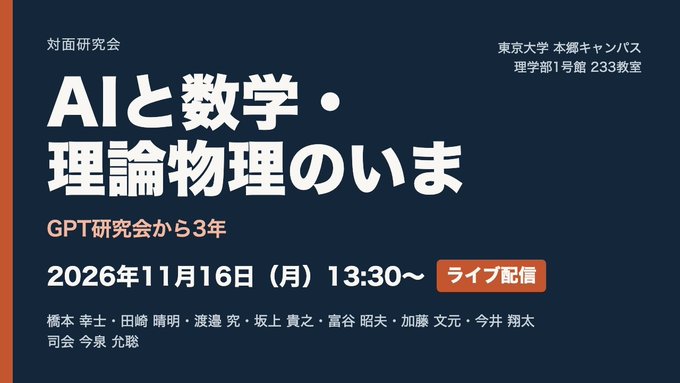 対面研究会
東京大学 本郷キャンパス
理学部1号館 233教室
AIと数学・
理論物理のいま
GPT研究会から3年
2026年11月16日（月）13:30〜 ライブ配信
橋本 幸士・田崎 晴明・渡邉 究・坂上 貴之・富谷 昭夫・加藤 文元・今井 翔太
司会 今泉 允聡